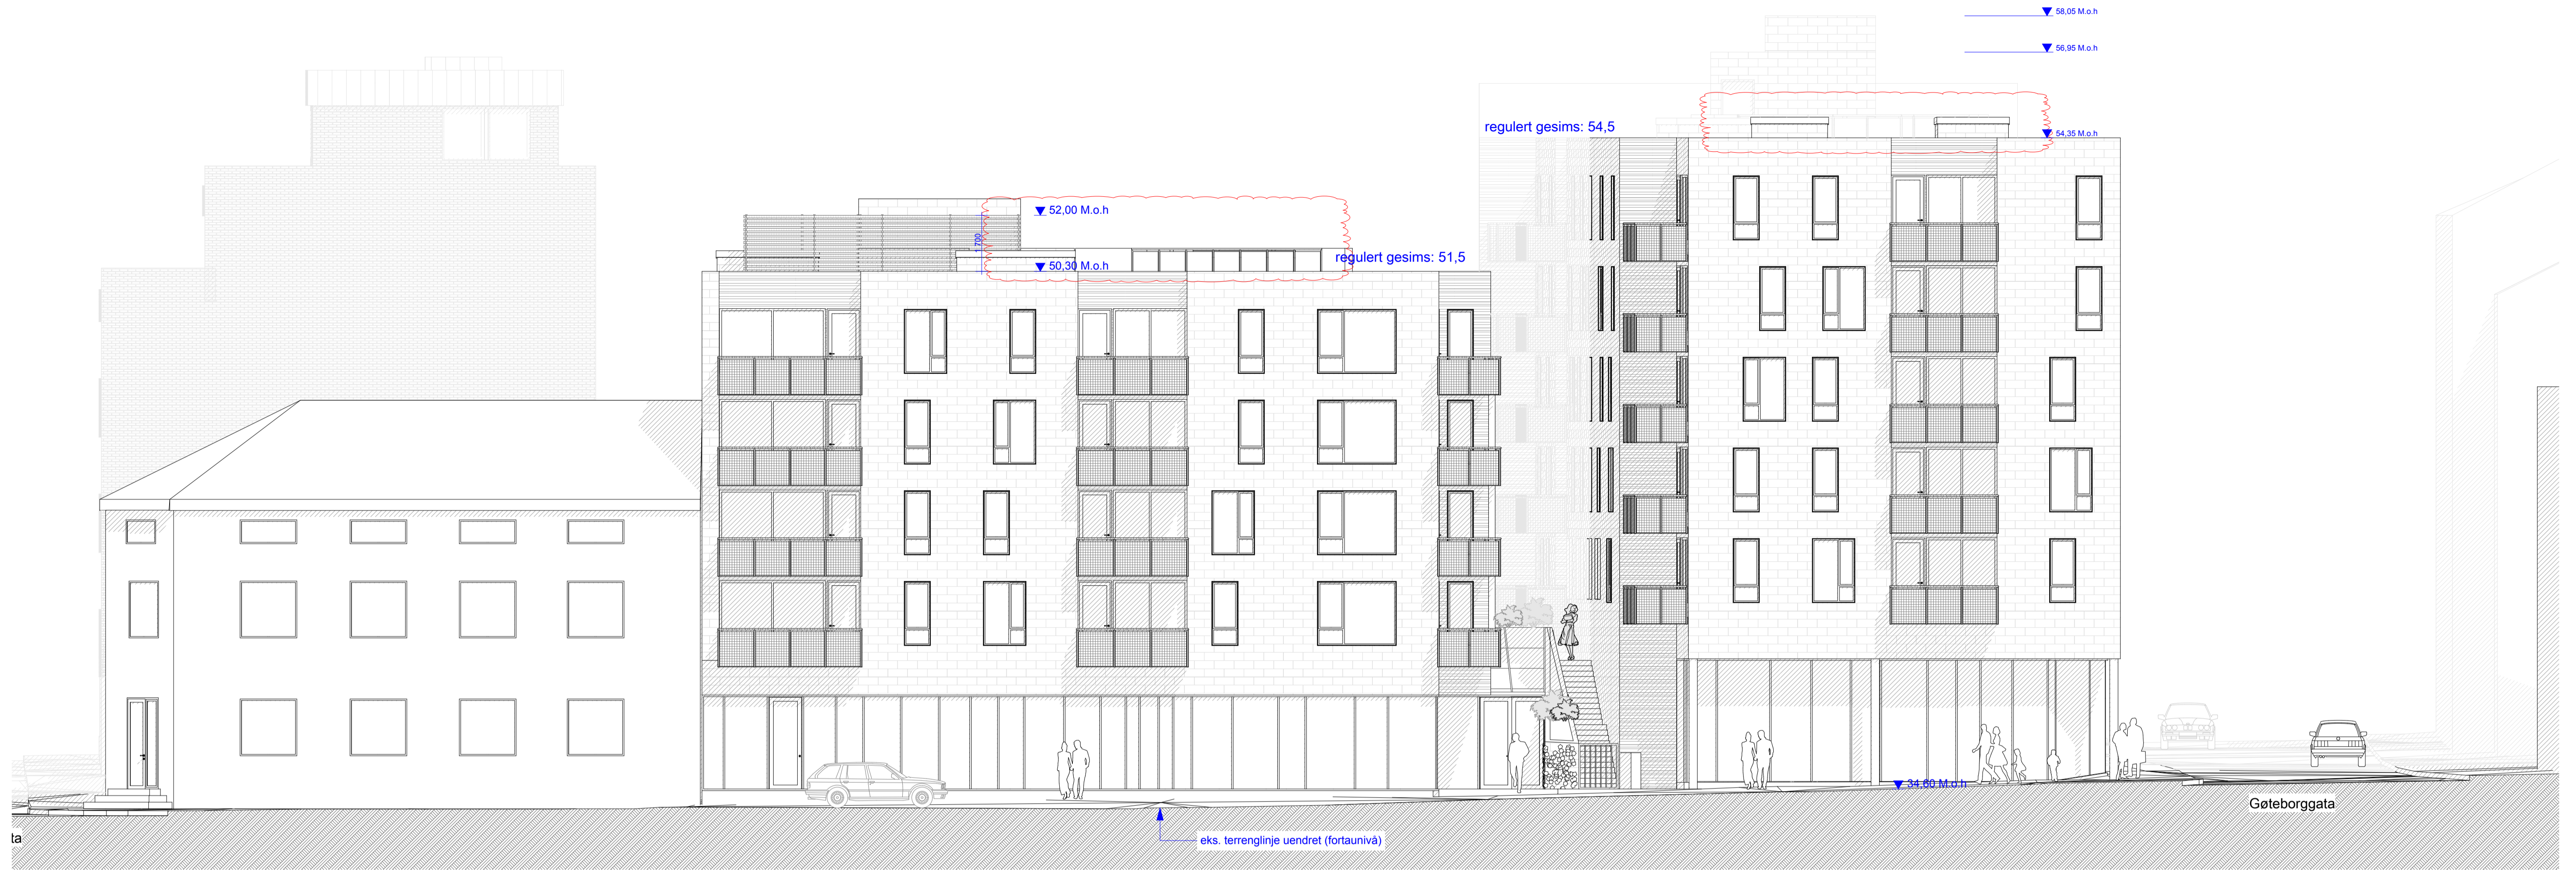 58,05 M.o.h
56,95 M.o.h
regulert gesims: 54,5
54,35 M.o.h
52,00 M.o.h
1 700
regulert gesims: 51,5
50,30 M.o.h
34,60 M.o.h
Gøteborggata
ta
eks. terrenglinje uendret (fortaunivå)